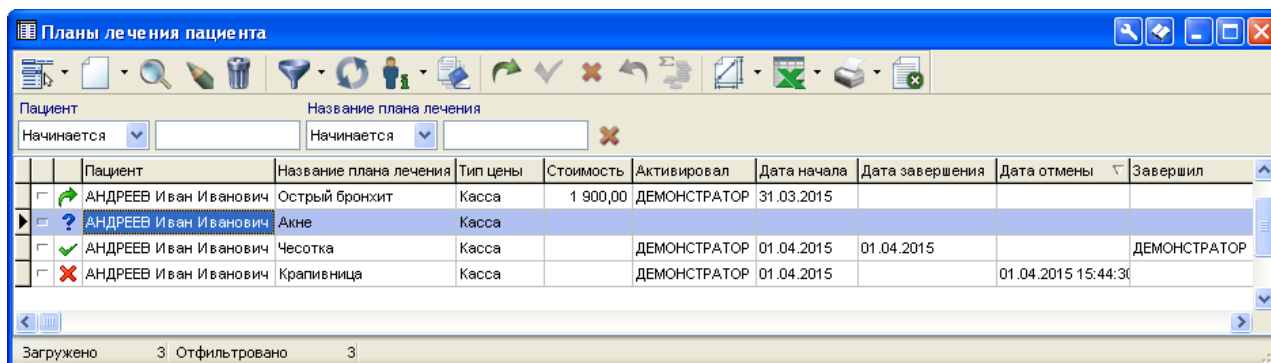 Планы лечения пациента
Пациент Название плана лечения
Начинается Начинается
Пациент Название плана лечения Тип цены Стоимость Активировал Дата начала Дата завершения Дата отмены Завершил
АНДРЕЕВ Иван Иванович Острый бронхит Касса 1 900,00 ДЕМОНСТРАТОР 31.03.2015
? АНДРЕЕВ Иван Иванович Акне Касса
АНДРЕЕВ Иван Иванович Чесотка Касса ДЕМОНСТРАТОР 01.04.2015 01.04.2015 ДЕМОНСТРАТОР
АНДРЕЕВ Иван Иванович Крапивница Касса ДЕМОНСТРАТОР 01.04.2015 01.04.2015 15:44:30
Загружено 3 Отфильтровано 3